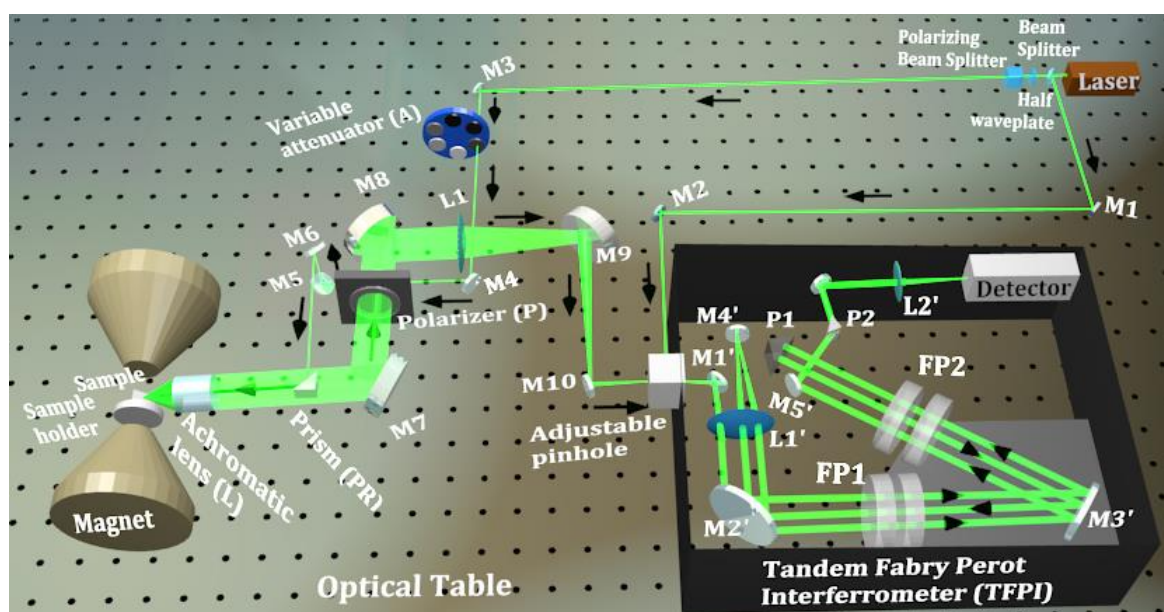 Polarizing
Beam Splitter
Beam
Splitter
Laser
Half
waveplate
M3
Variable
attenuator (A)
M8
L1
M2
M1
M6
M5
M9
M4
Polarizer (P)
Detector
L2'
M4'
P1
P2
M1'
FP2
M10
M5'
Sample
Sample
holder
M7
Adjustable
pinhole
L1'
Achromatic
lens (L)
Prism (PR)
FP1
Magnet
M2'
M3'
Optical Table
Tandem Fabry Perot
Interferrometer (TFPI)